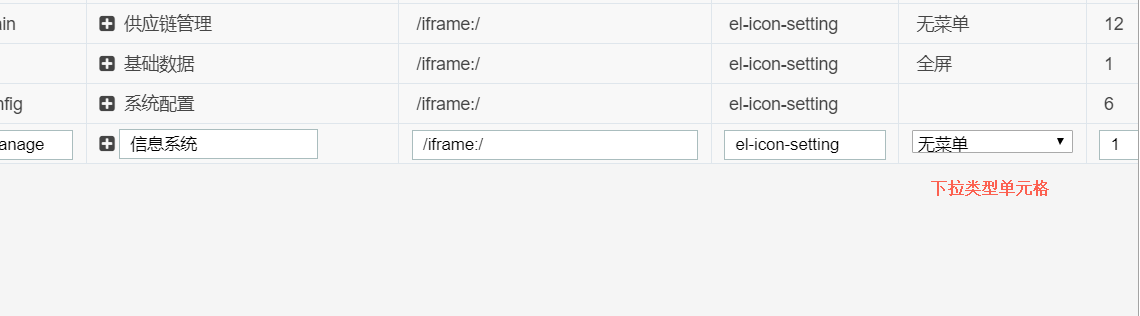 in 供应链管理 /iframe:/ el-icon-setting 无菜单 12
基础数据 /iframe:/ el-icon-setting 全屏 1
nfig 系统配置 /iframe:/ el-icon-setting 6
anage 信息系统 /iframe:/ el-icon-setting 无菜单 1
下拉类型单元格